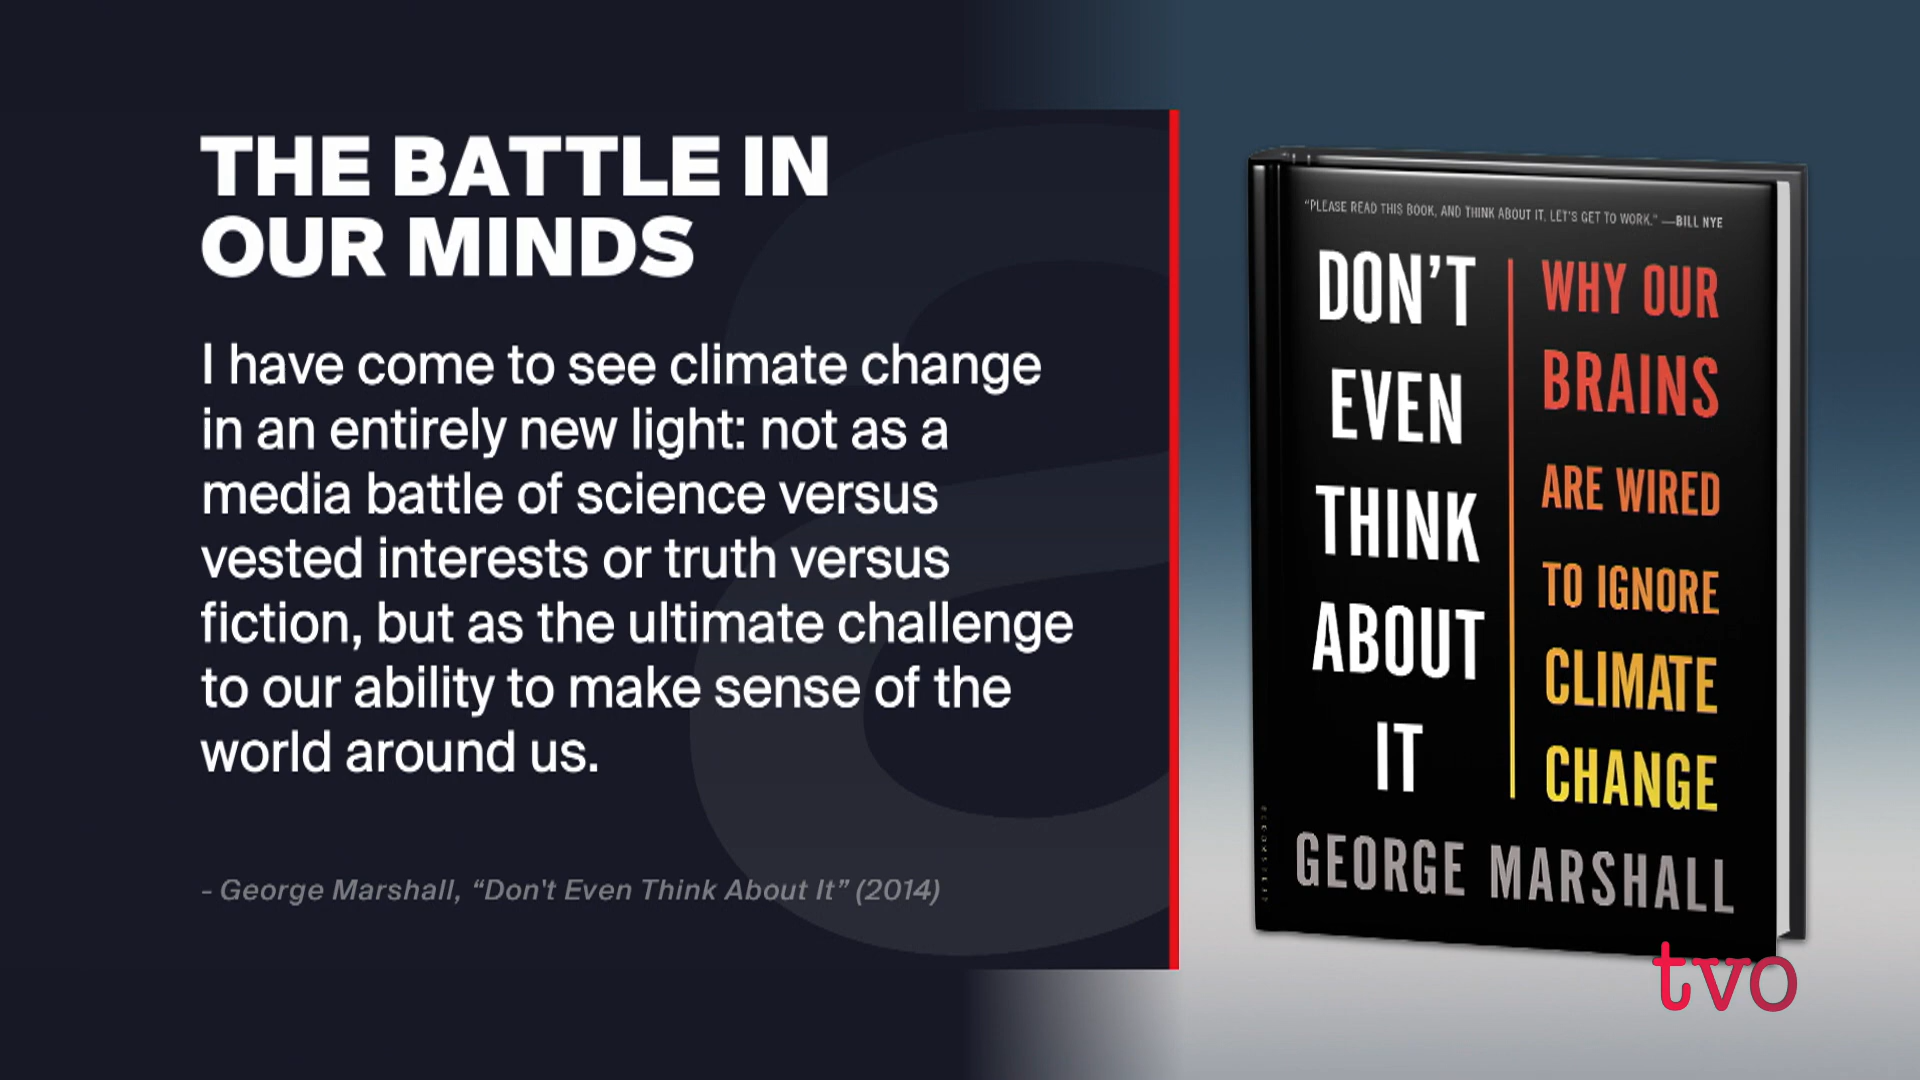 THE BATTLE IN
OUR MINDS
I have come to see climate change
in an entirely new light: not as a
media battle of science versus
vested interests or truth versus
fiction, but as the ultimate challenge
to our ability to make sense of the
world around us.
- George Marshall, “Don't Even Think About It” (2014)
“PLEASE READ THIS BOOK, AND THINK ABOUT IT. LET'S GET TO WORK.” —BILL NYE
DON'T
EVEN
THINK
ABOUT
IT
WHY OUR
BRAINS
ARE WIRED
TO IGNORE
CLIMATE
CHANGE
GEORGE MARSHALL
tvo